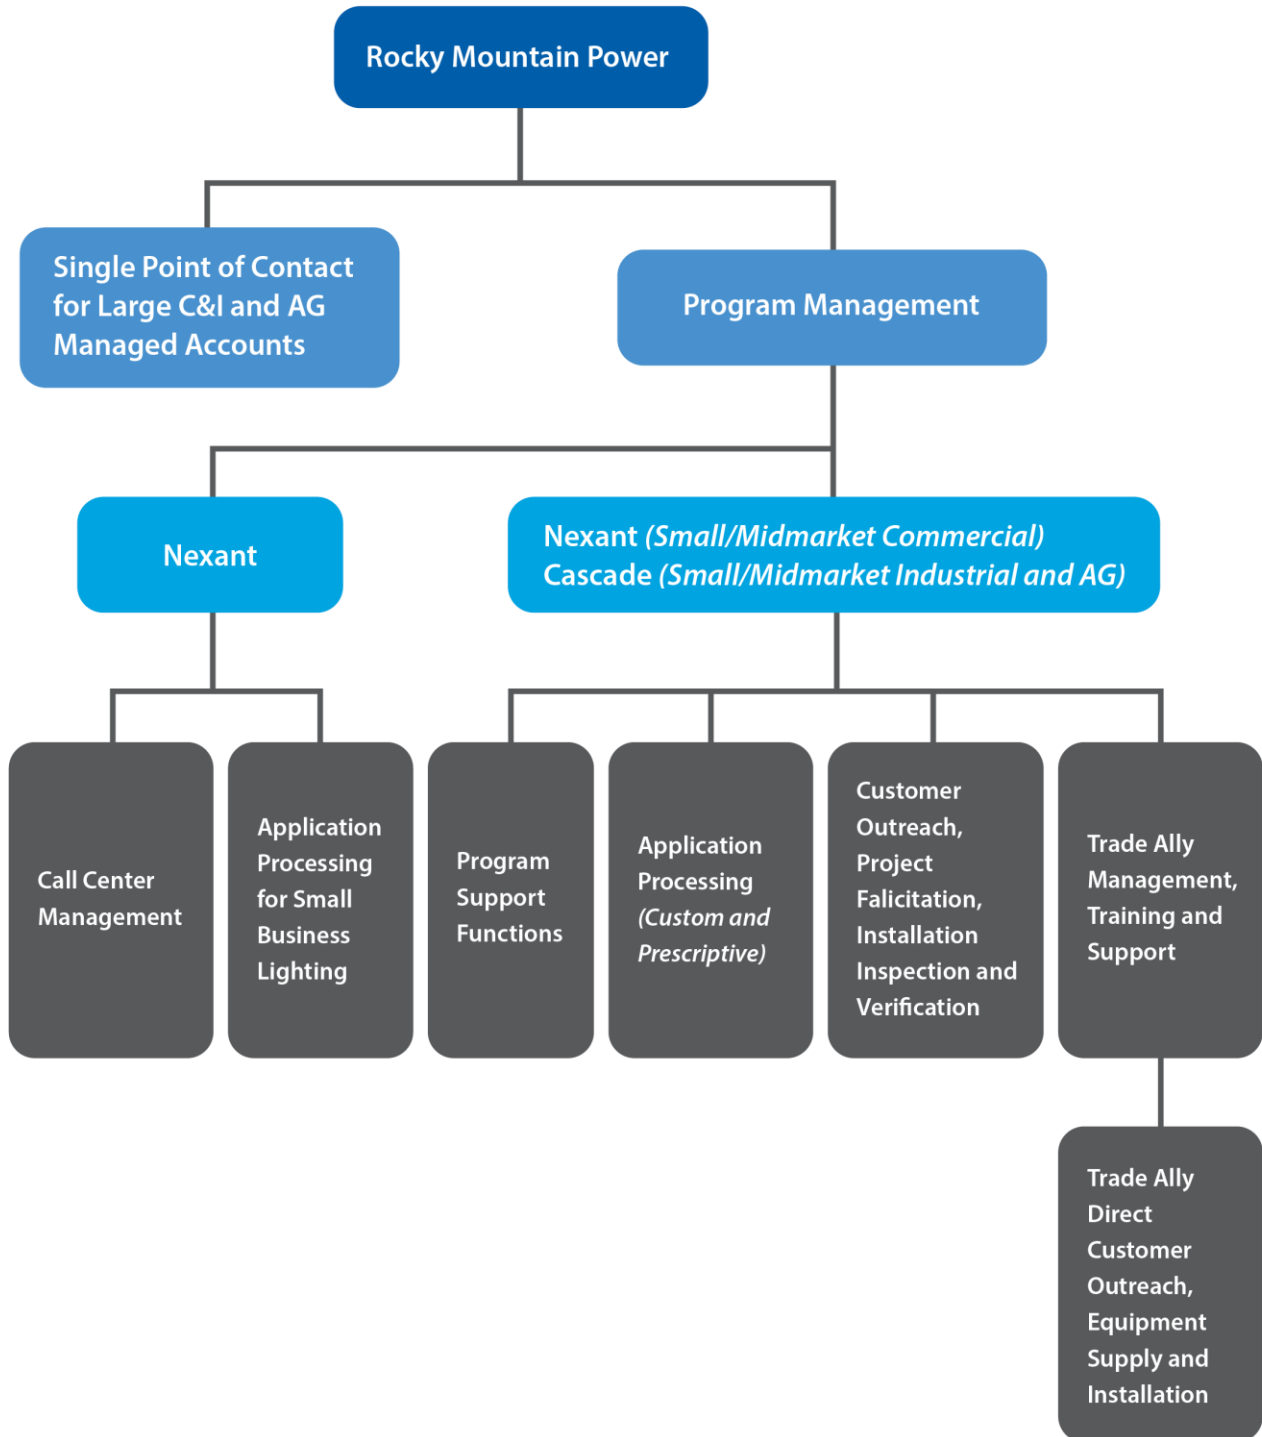 Rocky Mountain Power
Single Point of Contact
for Large C&I and AG
Managed Accounts
Program Management
Nexant
Nexant (Small/Midmarket Commercial)
Cascade (Small/Midmarket Industrial and AG)
Call Center
Management
Application
Processing
for Small
Business
Lighting
Program
Support
Functions
Application
Processing
(Custom and
Prescriptive)
Customer
Outreach,
Project
Falicitation,
Installation
Inspection and
Verification
Trade Ally
Management,
Training and
Support
Trade Ally
Direct
Customer
Outreach,
Equipment
Supply and
Installation